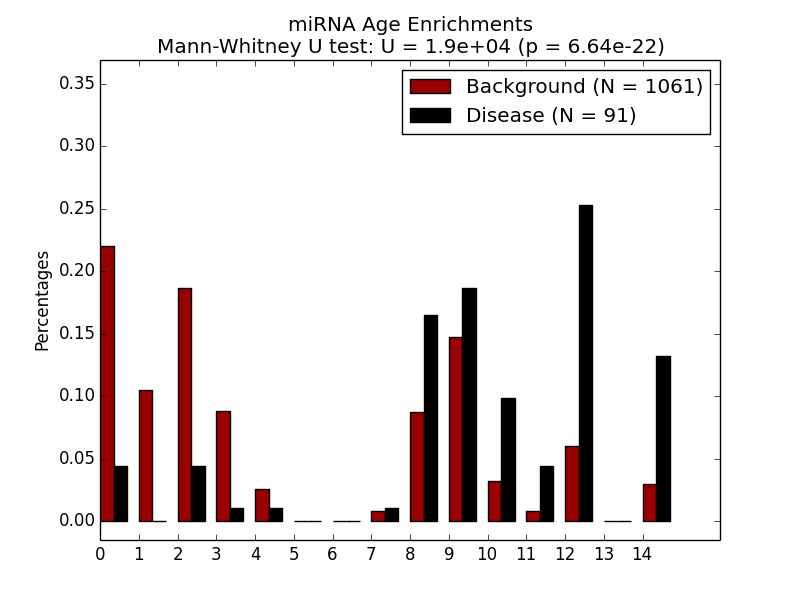 miRNA Age Enrichments
Mann-Whitney U test: U = 1.9e+04 (p = 6.64e-22)
Background (N = 1061)
Disease (N = 91)
Percentages
0.35
0.30
0.25
0.20
0.15
0.10
0.05
0.00
0 1 2 3 4 5 6 7 8 9 10 11 12 13 14